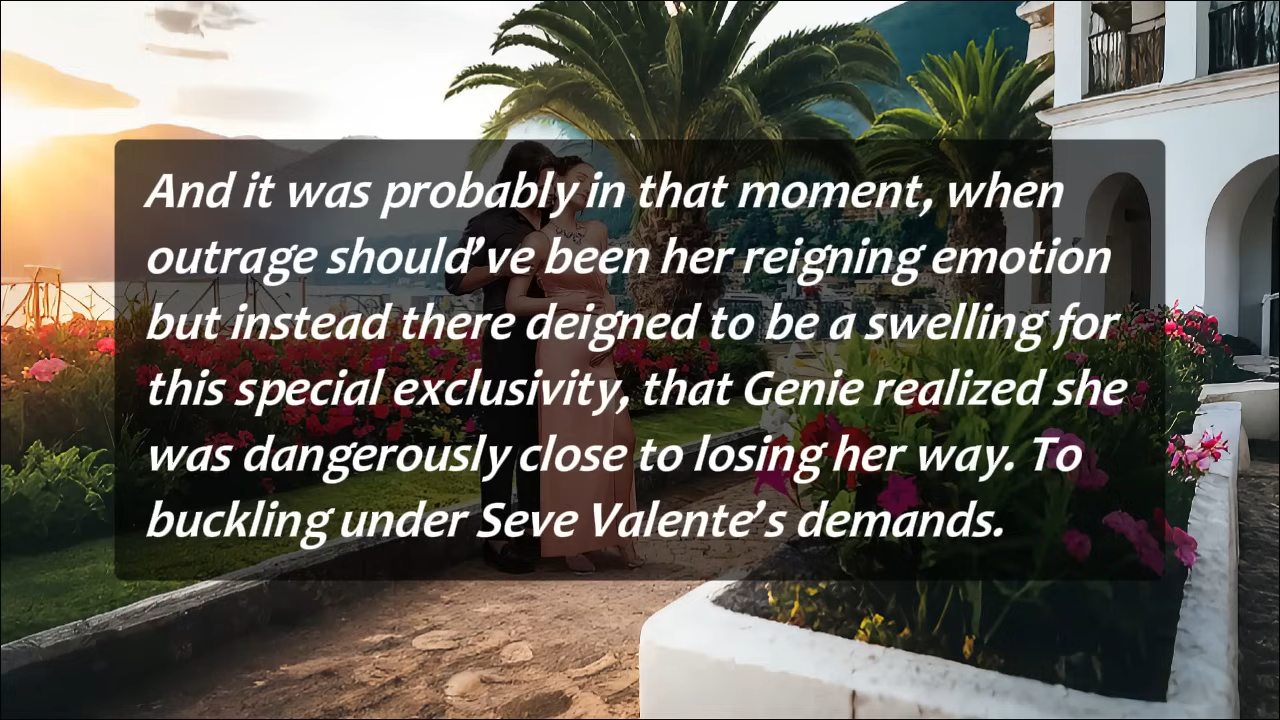 And it was probably in that moment, when
outrage should’ve been her reigning emotion
but instead there deigned to be a swelling for
this special exclusivity, that Genie realized she
was dangerously close to losing her way. To
buckling under Seve Valente’s demands.